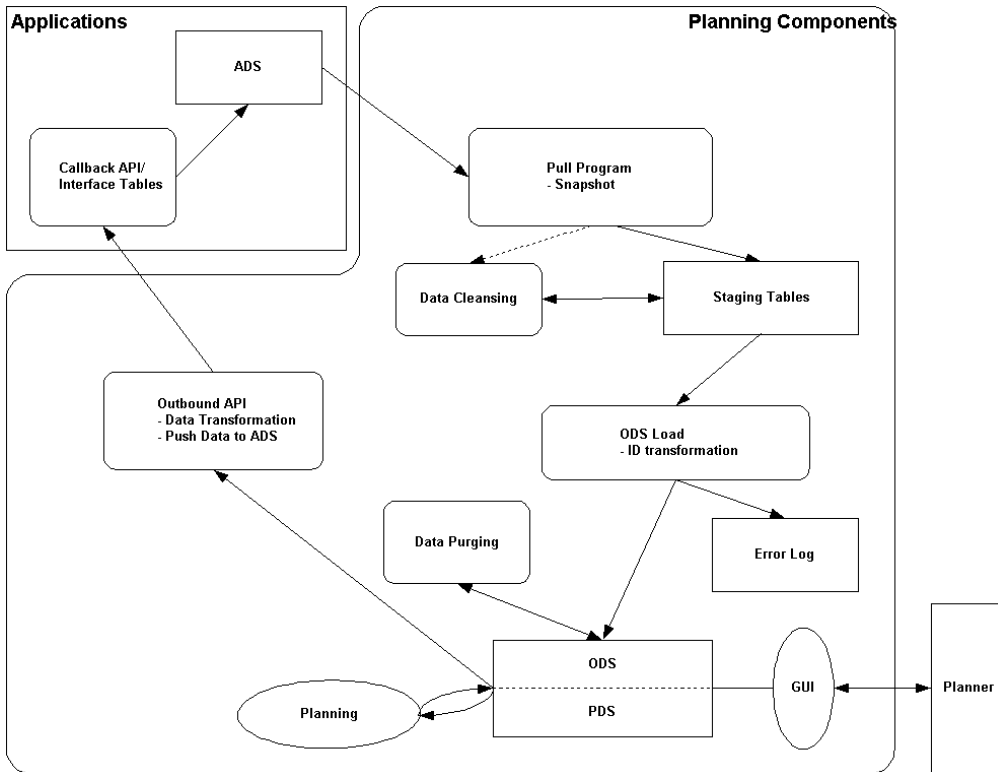 Applications
Planning Components
ADS
Callback API/
Interface Tables
Pull Program
- Snapshot
Data Cleansing
Staging Tables
Outbound API
- Data Transformation
- Push Data to ADS
ODS Load
- ID transformation
Data Purging
Error Log
ODS
PDS
Planning
GUI
Planner